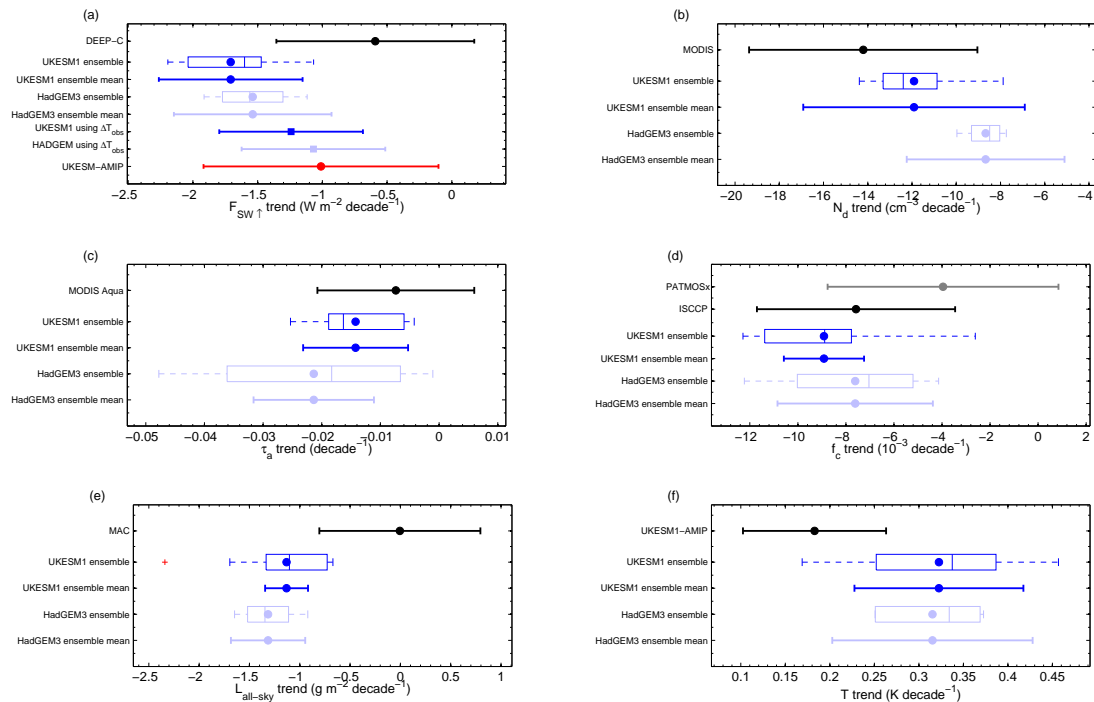 (a)
DEEP−C
UKESM1 ensemble
UKESM1 ensemble mean
HadGEM3 ensemble
HadGEM3 ensemble mean
UKESM1 using ΔT_obs
HADGEM using ΔT_obs
UKESM−AMIP
−2.5 −2 −1.5 −1 −0.5 0
F_SW ↑ trend (W m⁻² decade⁻¹)
(b)
MODIS
UKESM1 ensemble
UKESM1 ensemble mean
HadGEM3 ensemble
HadGEM3 ensemble mean
−20 −18 −16 −14 −12 −10 −8 −6 −4
N_d trend (cm⁻³ decade⁻¹)
(c)
MODIS Aqua
UKESM1 ensemble
UKESM1 ensemble mean
HadGEM3 ensemble
HadGEM3 ensemble mean
−0.05 −0.04 −0.03 −0.02 −0.01 0 0.01
τ_a trend (decade⁻¹)
(d)
PATMOSx
ISCCP
UKESM1 ensemble
UKESM1 ensemble mean
HadGEM3 ensemble
HadGEM3 ensemble mean
−12 −10 −8 −6 −4 −2 0 2
f_c trend (10⁻³ decade⁻¹)
(e)
MAC
UKESM1 ensemble
UKESM1 ensemble mean
HadGEM3 ensemble
HadGEM3 ensemble mean
−2.5 −2 −1.5 −1 −0.5 0 0.5 1
L_all−sky trend (g m⁻² decade⁻¹)
(f)
UKESM1−AMIP
UKESM1 ensemble
UKESM1 ensemble mean
HadGEM3 ensemble
HadGEM3 ensemble mean
0.1 0.15 0.2 0.25 0.3 0.35 0.4 0.45
T trend (K decade⁻¹)